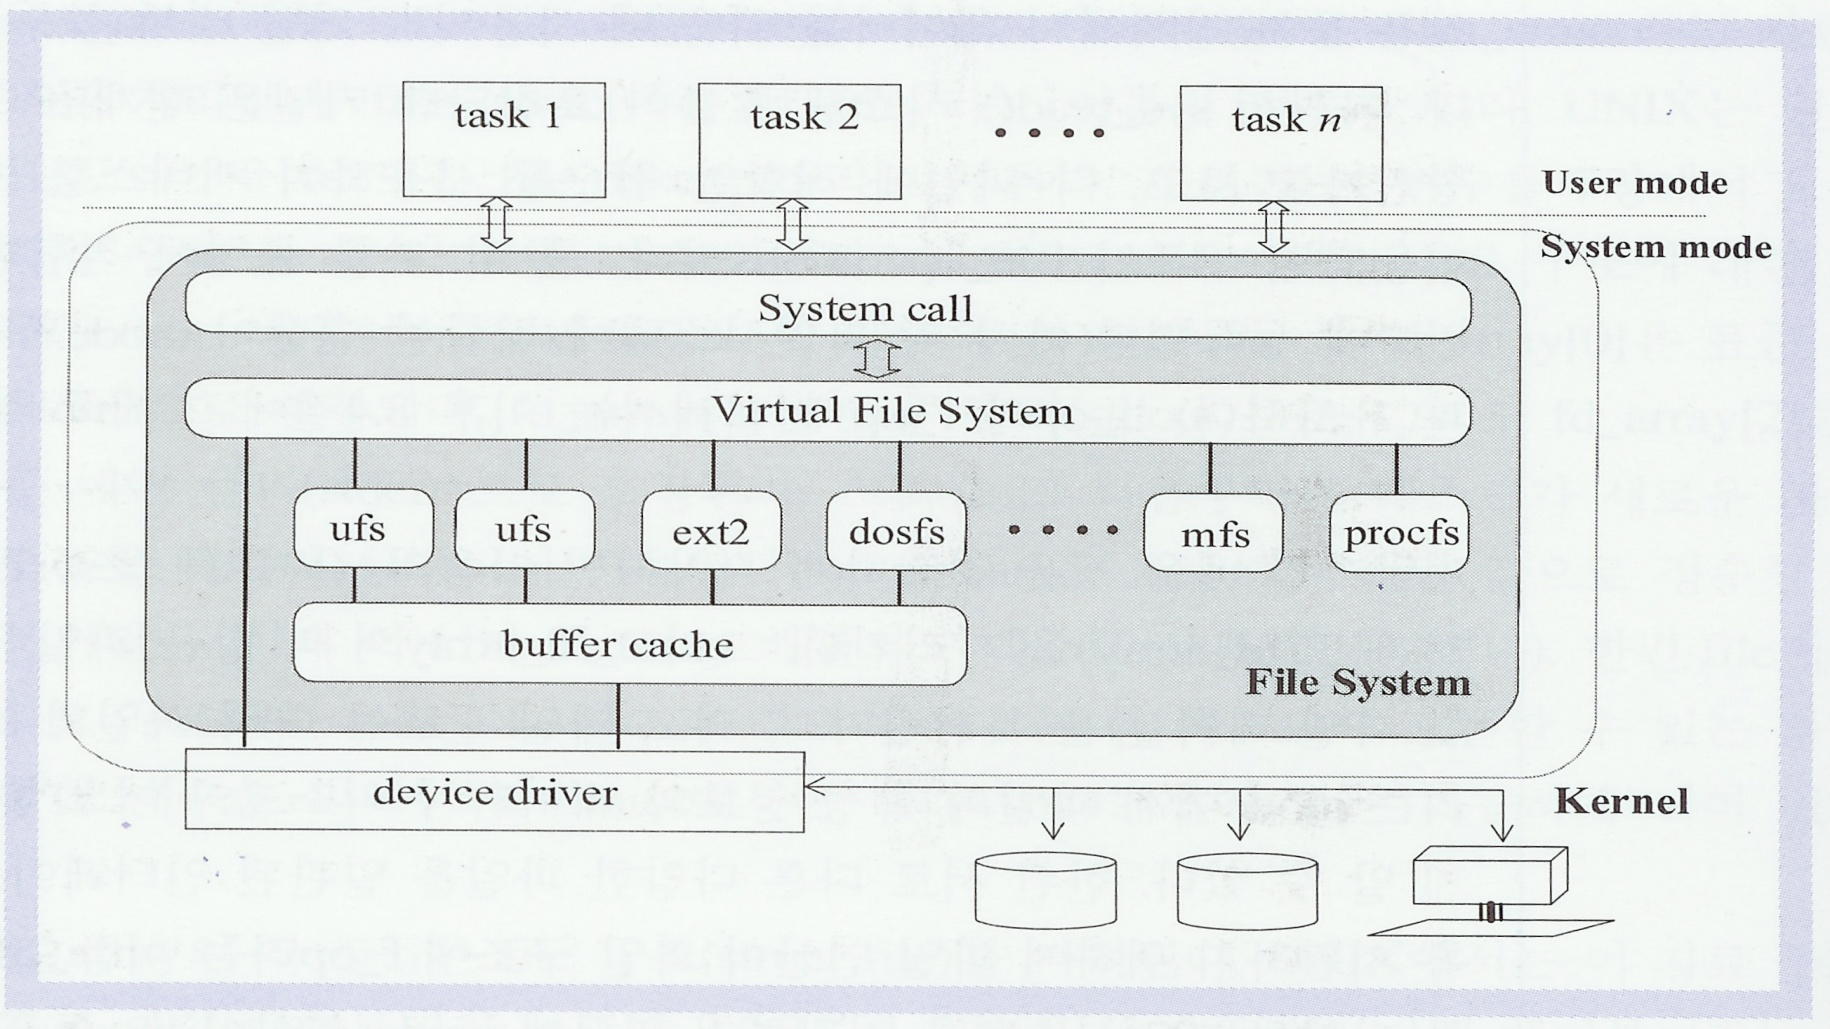 task 1
task 2
task n
User mode
System mode
System call
Virtual File System
ufs
ufs
ext2
dosfs
mfs
procfs
buffer cache
File System
device driver
Kernel